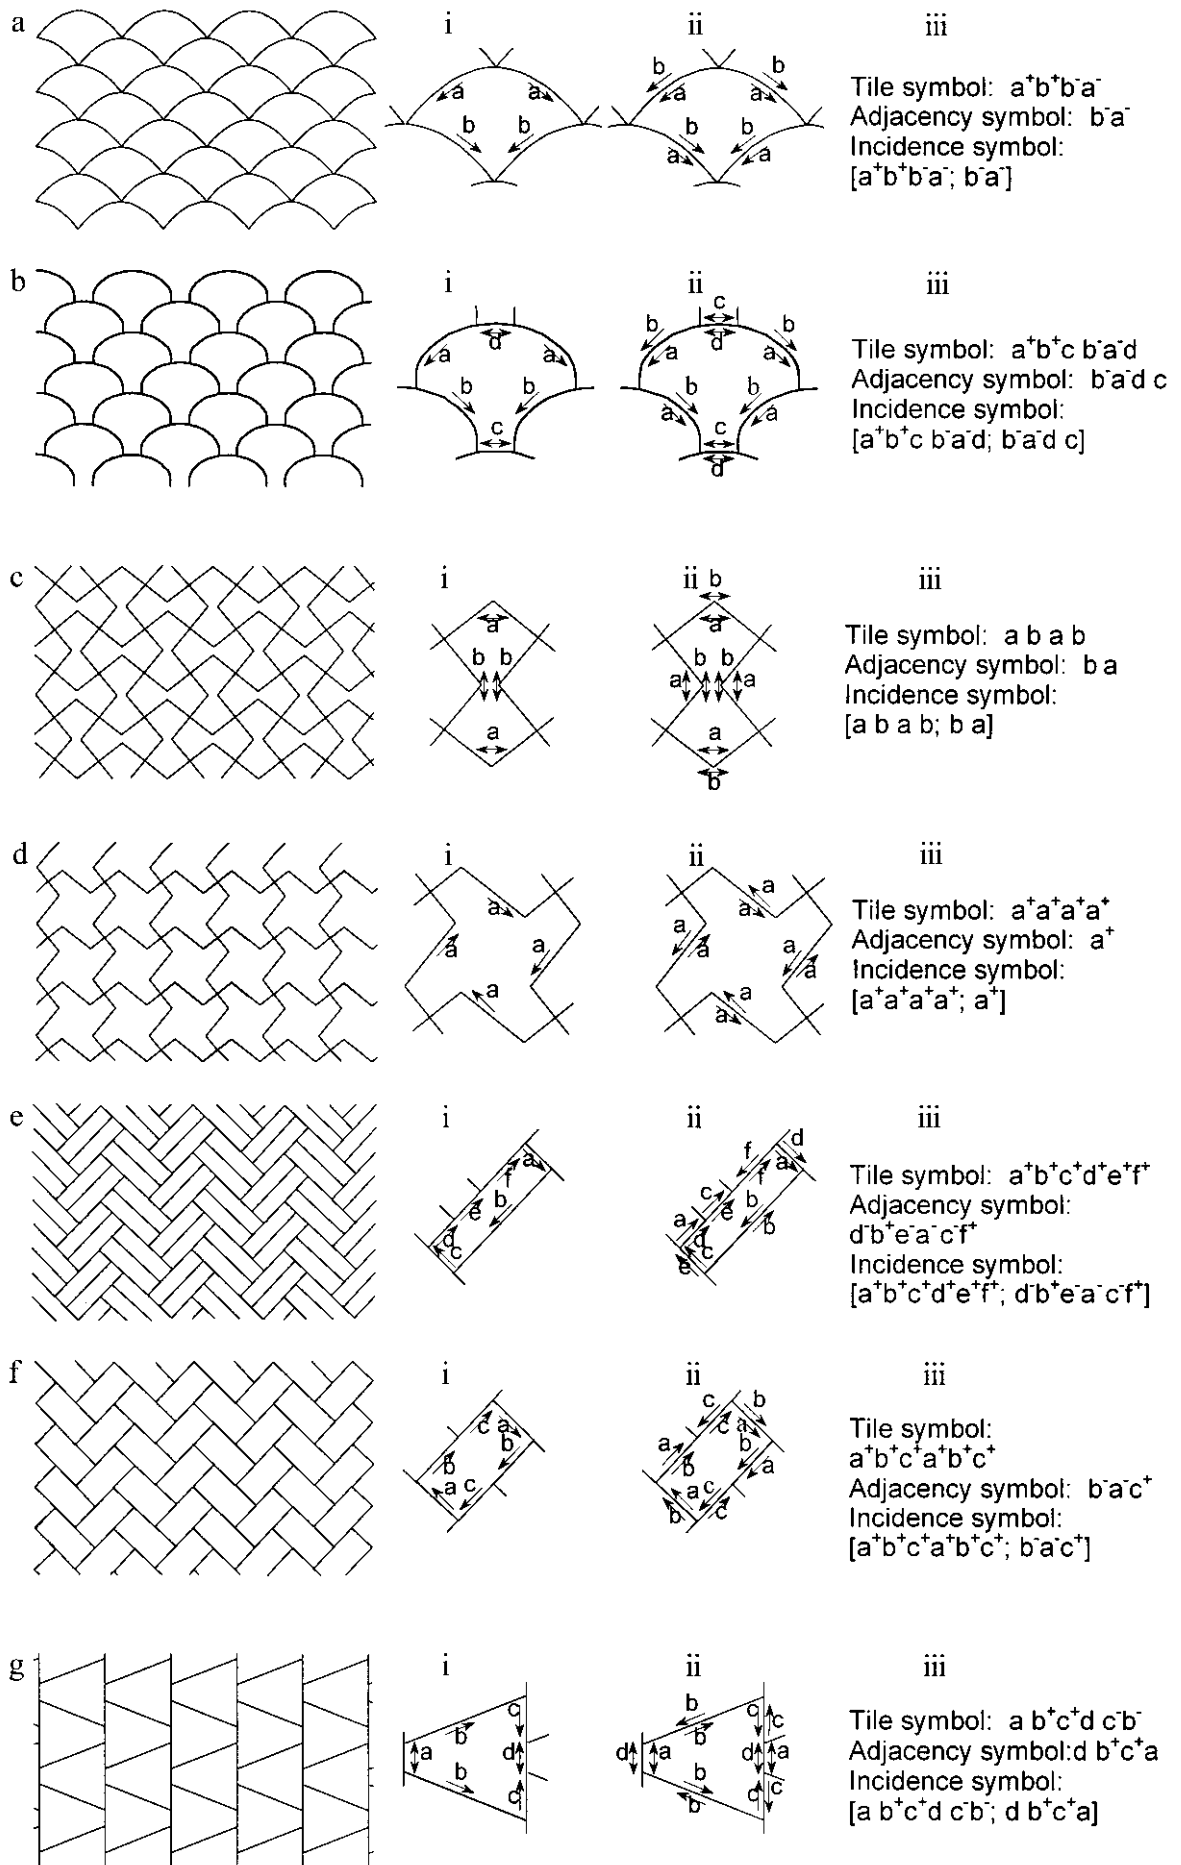 a
i
ii
iii
a a
b b
b b
a a
b b
a a
Tile symbol: a⁺b⁺b⁻a⁻
Adjacency symbol: b⁻a⁻
Incidence symbol:
[a⁺b⁺b⁻a⁻; b⁻a⁻]
b
i
ii
iii
d
a a
b b
c
c
b b
d
a a
b b
a a
c
d
Tile symbol: a⁺b⁺c b⁻a⁻d
Adjacency symbol: b⁻a⁻d c
Incidence symbol:
[a⁺b⁺c b⁻a⁻d; b⁻a⁻d c]
c
i
ii
iii
a
b b
a
b
a
b b
a a
a
b
Tile symbol: a b a b
Adjacency symbol: b a
Incidence symbol:
[a b a b; b a]
d
i
ii
iii
a
a
a
a
a
a
a a
a a
a
a
Tile symbol: a⁺a⁺a⁺a⁺
Adjacency symbol: a⁺
Incidence symbol:
[a⁺a⁺a⁺a⁺; a⁺]
e
i
ii
iii
a
f
b
e
d
c
d
f
a
f
c
b
e
b
a
d
c
e
Tile symbol: a⁺b⁺c⁺d⁺e⁺f⁺
Adjacency symbol:
d⁻b⁺e⁻a⁻c⁻f⁺
Incidence symbol:
[a⁺b⁺c⁺d⁺e⁺f⁺; d⁻b⁺e⁻a⁻c⁻f⁺]
f
i
ii
iii
c a
b
b
a c
c b
c a
b
a
b a
a c
b c
Tile symbol:
a⁺b⁺c⁺a⁺b⁺c⁺
Adjacency symbol: b⁻a⁻c⁺
Incidence symbol:
[a⁺b⁺c⁺a⁺b⁺c⁺; b⁻a⁻c⁺]
g
i
ii
iii
c
b
a d
b
c
b
c c
b
d a d a
b
c c
b
Tile symbol: a b⁺c⁺d c⁻b⁻
Adjacency symbol:d b⁺c⁺a
Incidence symbol:
[a b⁺c⁺d c⁻b⁻; d b⁺c⁺a]